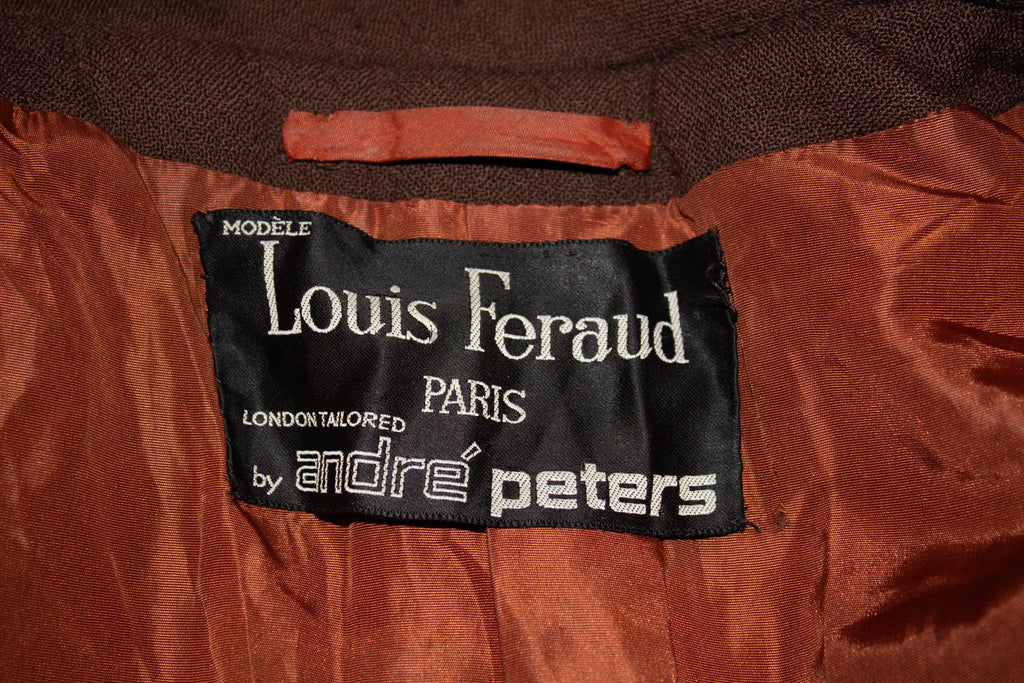 MODÈLE
Louis Feraud
PARIS
LONDON TAILORED
by andré peters